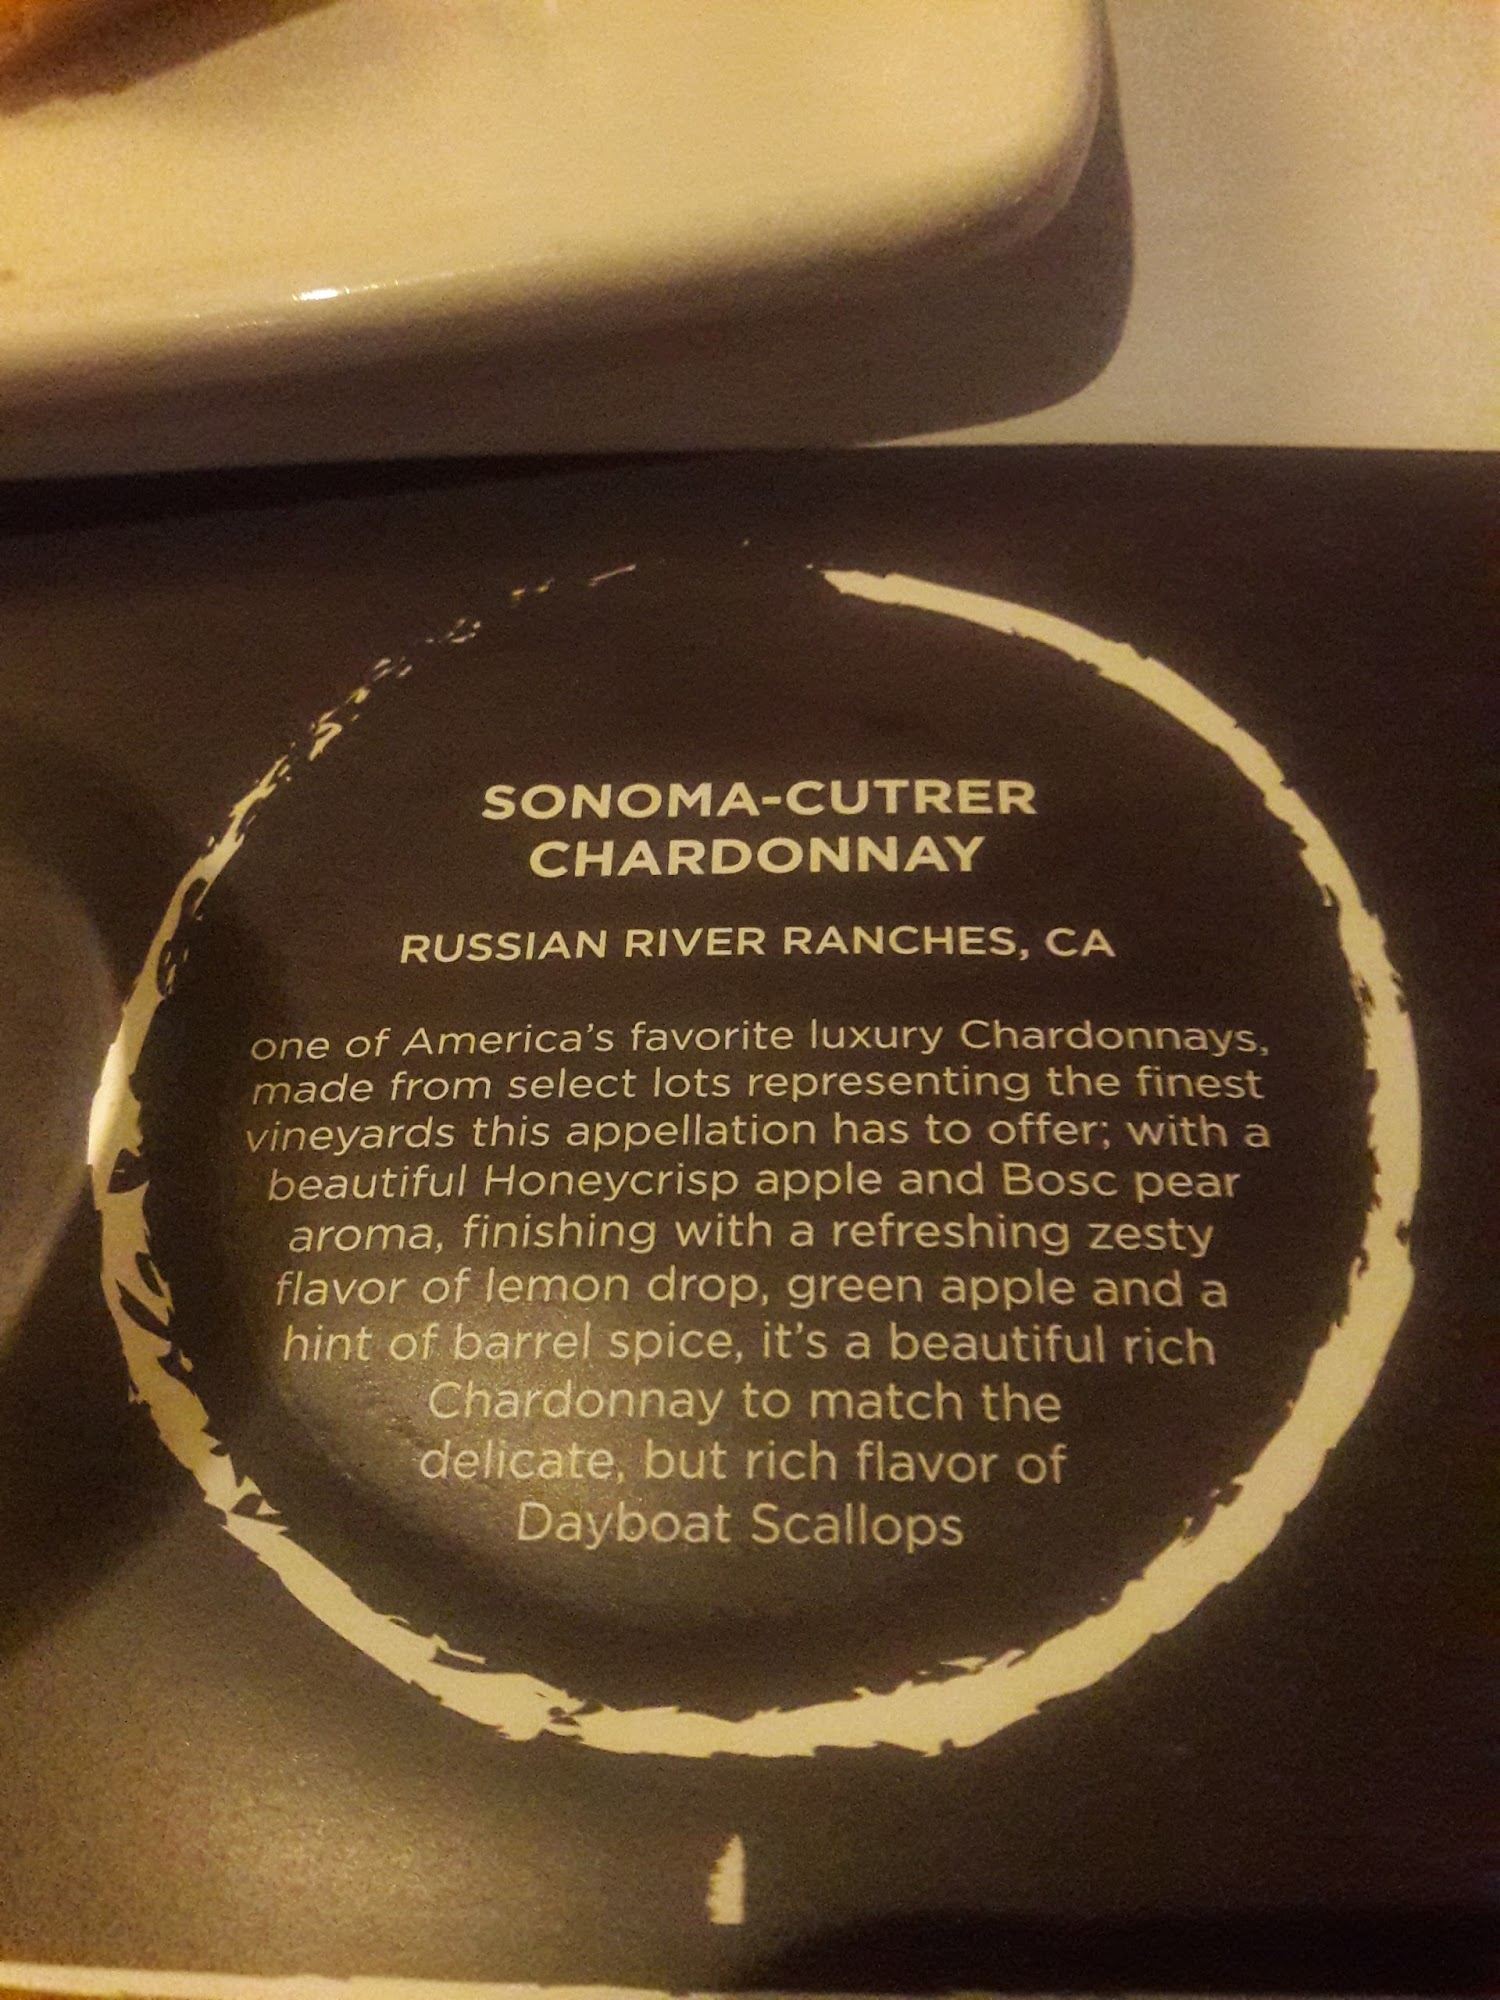 SONOMA-CUTRER
CHARDONNAY
RUSSIAN RIVER RANCHES, CA
one of America's favorite luxury Chardonnays,
made from select lots representing the finest
vineyards this appellation has to offer; with a
beautiful Honeycrisp apple and Bosc pear
aroma, finishing with a refreshing zesty
flavor of lemon drop, green apple and a
hint of barrel spice, it's a beautiful rich
Chardonnay to match the
delicate, but rich flavor of
Dayboat Scallops